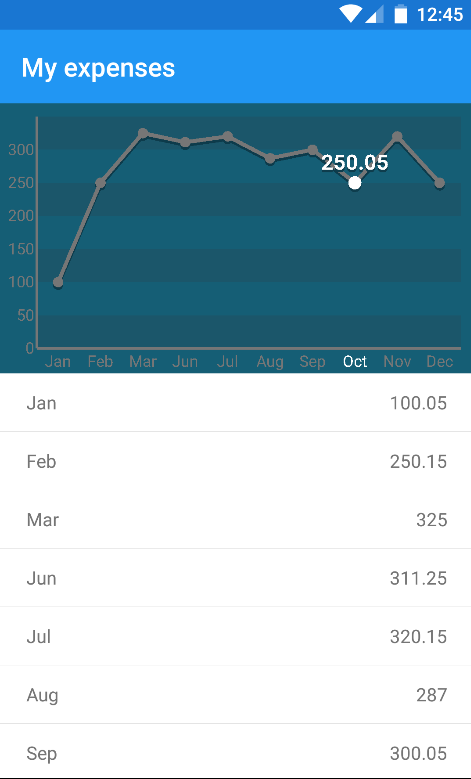 12:45
My expenses
300
250
200
150
100
50
0
250.05
Jan Feb Mar Jun Jul Aug Sep Oct Nov Dec
Jan 100.05
Feb 250.15
Mar 325
Jun 311.25
Jul 320.15
Aug 287
Sep 300.05